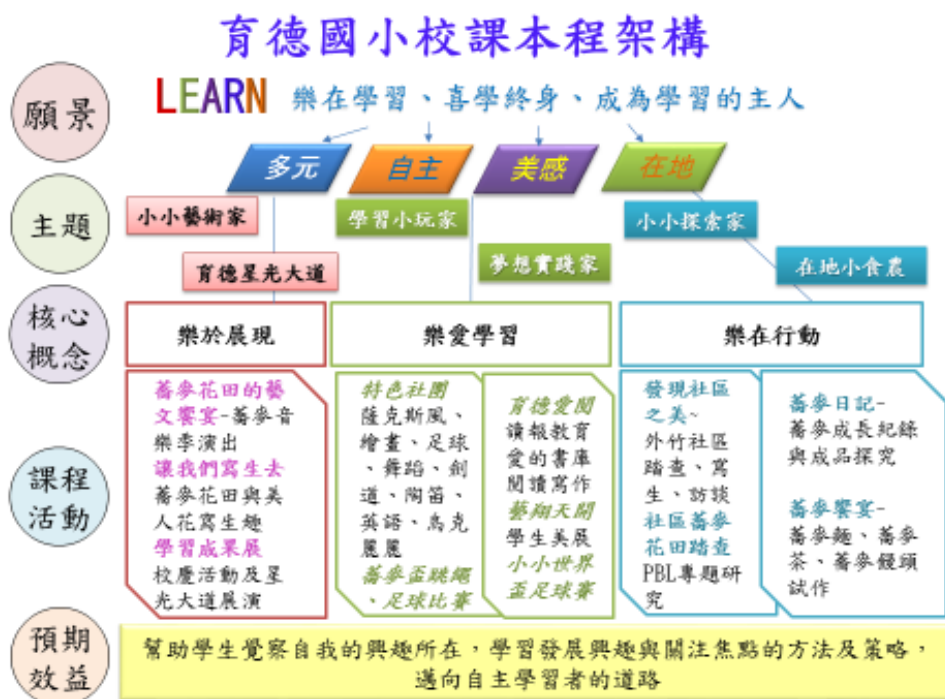 育德國小校課本程架構
願景
LEARN 樂在學習、喜學終身、成為學習的主人
多元
自主
美感
在地
主題
小小藝術家
學習小玩家
小小探索家
育德星光大道
夢想實踐家
在地小食農
核心
概念
樂於展現
樂愛學習
樂在行動
課程
活動
蕎麥花田的藝
文饗宴-蕎麥音
樂季演出
讓我們寫生去
蕎麥花田與美
人花寫生趣
學習成果展
校慶活動及星
光大道展演
特色社團
薩克斯風、
繪畫、足球
、舞蹈、劍
道、陶笛、
英語、烏克
麗麗
蕎麥盃跳繩
、足球比賽
育德愛閱
讀報教育
愛的書庫
閱讀寫作
藝翔天開
學生美展
小小世界
盃足球賽
發現社區
之美~
外竹社區
踏查、寫
生、訪談
社區蕎麥
花田踏查
PBL專題研
究
蕎麥日記-
蕎麥成長紀錄
與成品探究
蕎麥饗宴-
蕎麥麵、蕎麥
茶、蕎麥饅頭
試作
預期
效益
幫助學生覺察自我的興趣所在，學習發展興趣與關注焦點的方法及策略，
邁向自主學習者的道路